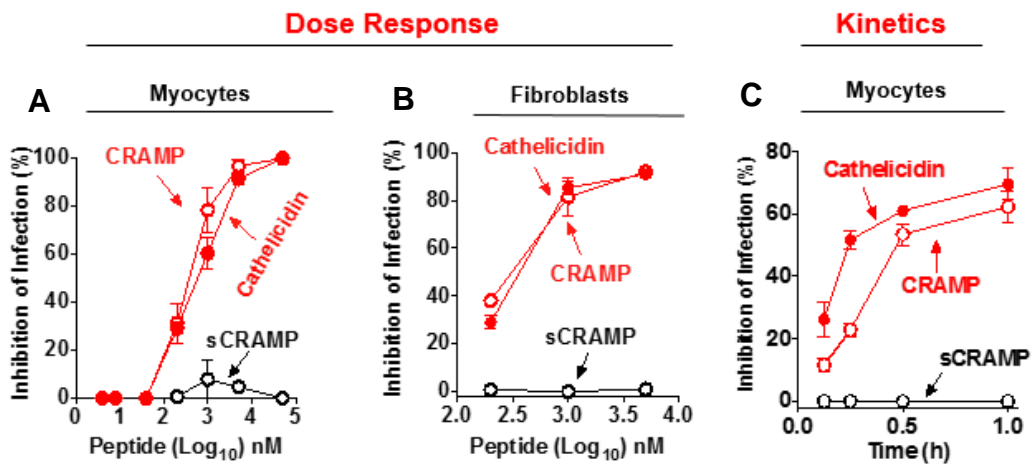 Dose Response
Kinetics
A
Myocytes
B
Fibroblasts
C
Myocytes
Inhibition of Infection (%)
100
80
60
40
20
0
CRAMP
Cathelicidin
sCRAMP
0 1 2 3 4 5
Peptide (Log10) nM
Inhibition of Infection (%)
100
80
60
40
20
0
Cathelicidin
CRAMP
sCRAMP
2.0 2.5 3.0 3.5 4.0
Peptide (Log10) nM
Inhibition of Infection (%)
80
60
40
20
0
Cathelicidin
CRAMP
sCRAMP
0.0 0.5 1.0
Time (h)